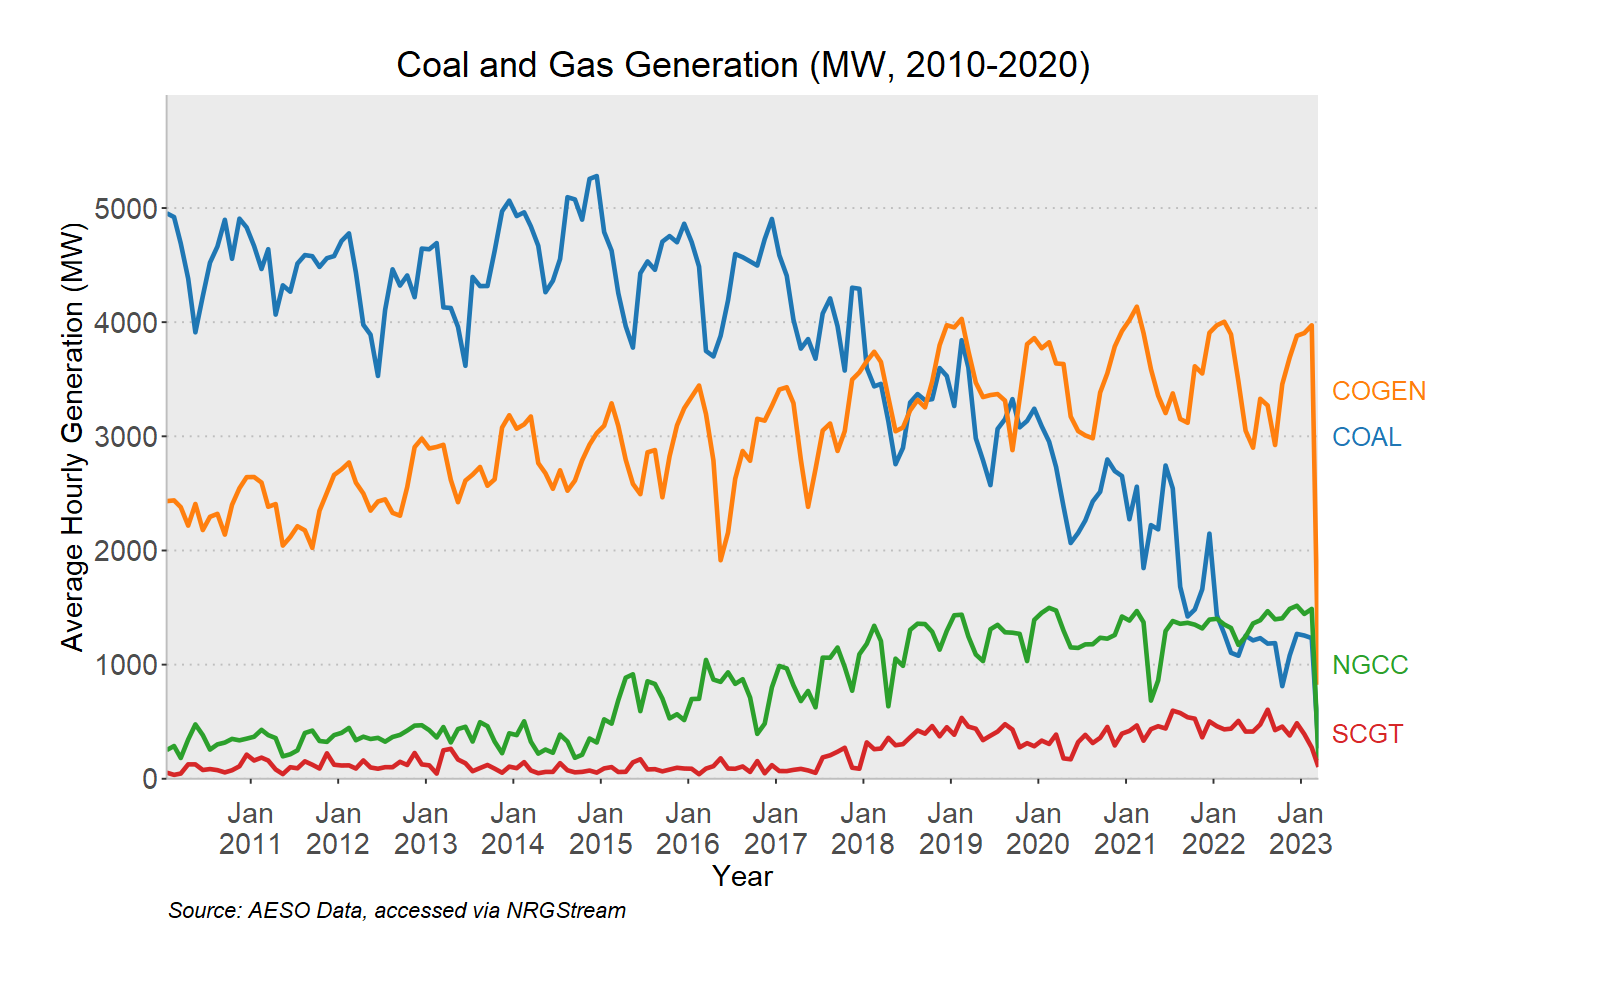 Coal and Gas Generation (MW, 2010-2020)
Average Hourly Generation (MW)
5000
4000
3000
2000
1000
0
COGEN
COAL
NGCC
SCGT
Jan Jan Jan Jan Jan Jan Jan Jan Jan Jan Jan Jan Jan
2011 2012 2013 2014 2015 2016 2017 2018 2019 2020 2021 2022 2023
Year
Source: AESO Data, accessed via NRGStream